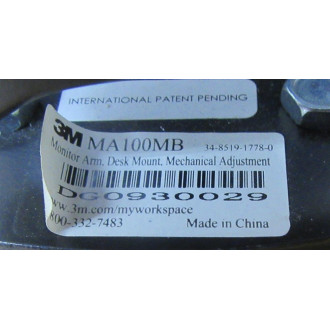 INTERNATIONAL PATENT PENDING
3M MA100MB 34-8519-1778-0
Monitor Arm, Desk Mount, Mechanical Adjustment
DG0930029
www.3m.com/myworkspace
800-332-7483 Made in China